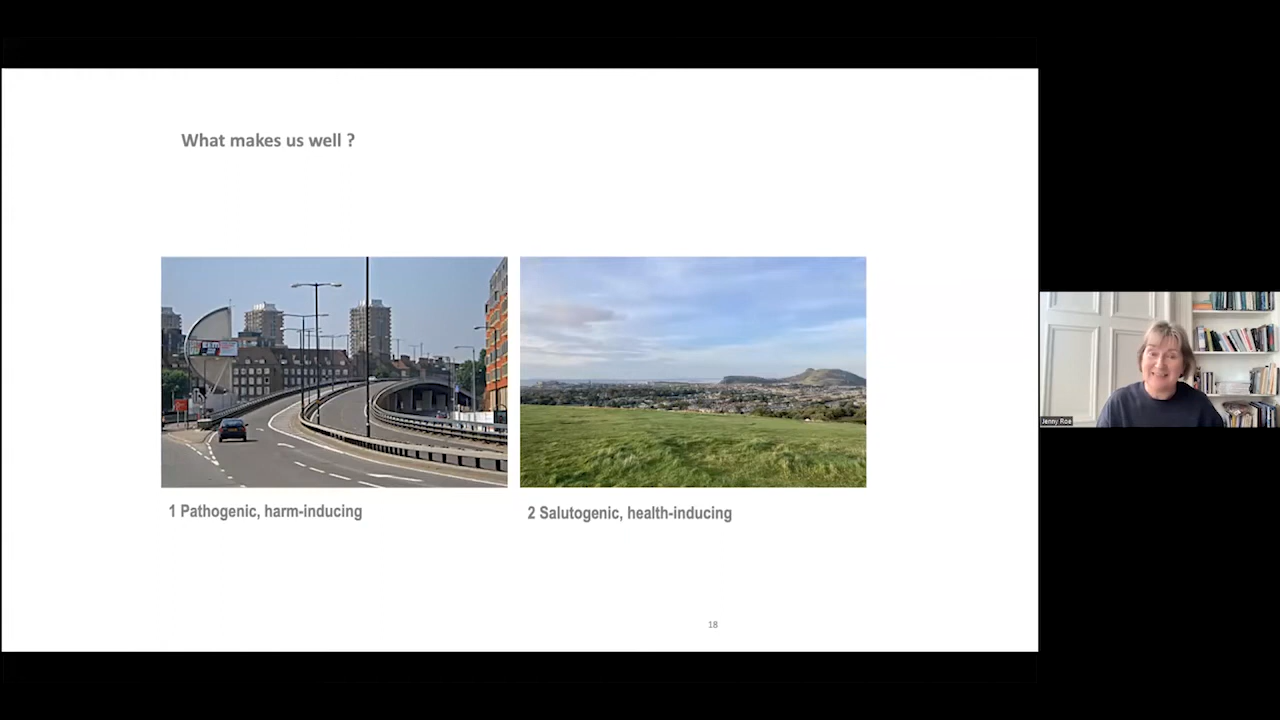 What makes us well ?
1 Pathogenic, harm-inducing
2 Salutogenic, health-inducing
18
Jenny Roe